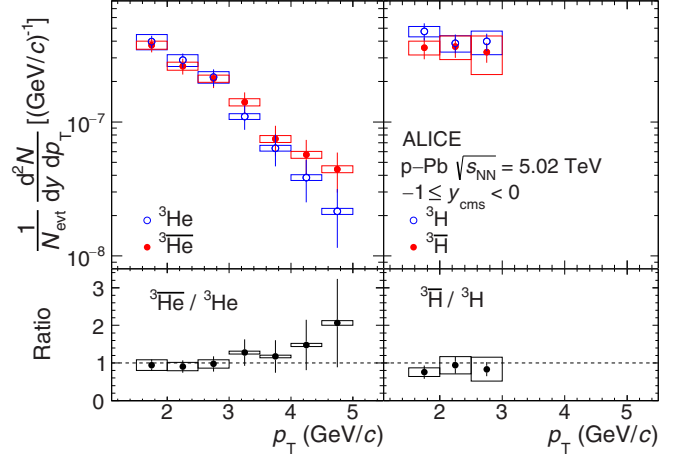 1/N_evt d²N/dy dp_T [(GeV/c)⁻¹]
10⁻⁷
10⁻⁸
³He
³H̅e̅
ALICE
p–Pb √s_NN = 5.02 TeV
−1 ≤ y_cms < 0
³H
³H̅
Ratio
3
2
1
0
³H̅e̅ / ³He
³H̅ / ³H
2 3 4 5
2 3 4 5
p_T (GeV/c)
p_T (GeV/c)